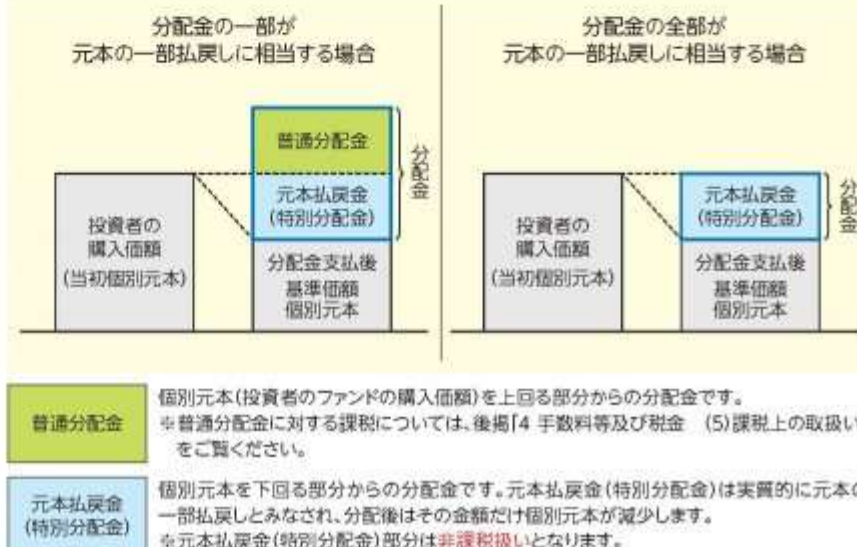 分配金の一部が
元本の一部払戻しに相当する場合
普通分配金
元本払戻金
(特別分配金)
分配金
投資者の
購入価額
(当初個別元本)
分配金支払後
基準価額
個別元本
分配金の全部が
元本の一部払戻しに相当する場合
元本払戻金
(特別分配金)
分配金
投資者の
購入価額
(当初個別元本)
分配金支払後
基準価額
個別元本
普通分配金
個別元本(投資者のファンドの購入価額)を上回る部分からの分配金です。
※普通分配金に対する課税については、後掲「4 手数料等及び税金 (5)課税上の取扱い
をご覧ください。
元本払戻金
(特別分配金)
個別元本を下回る部分からの分配金です。元本払戻金(特別分配金)は実質的に元本の
一部払戻しとみなされ、分配後はその金額だけ個別元本が減少します。
※元本払戻金(特別分配金)部分は非課税扱いとなります。